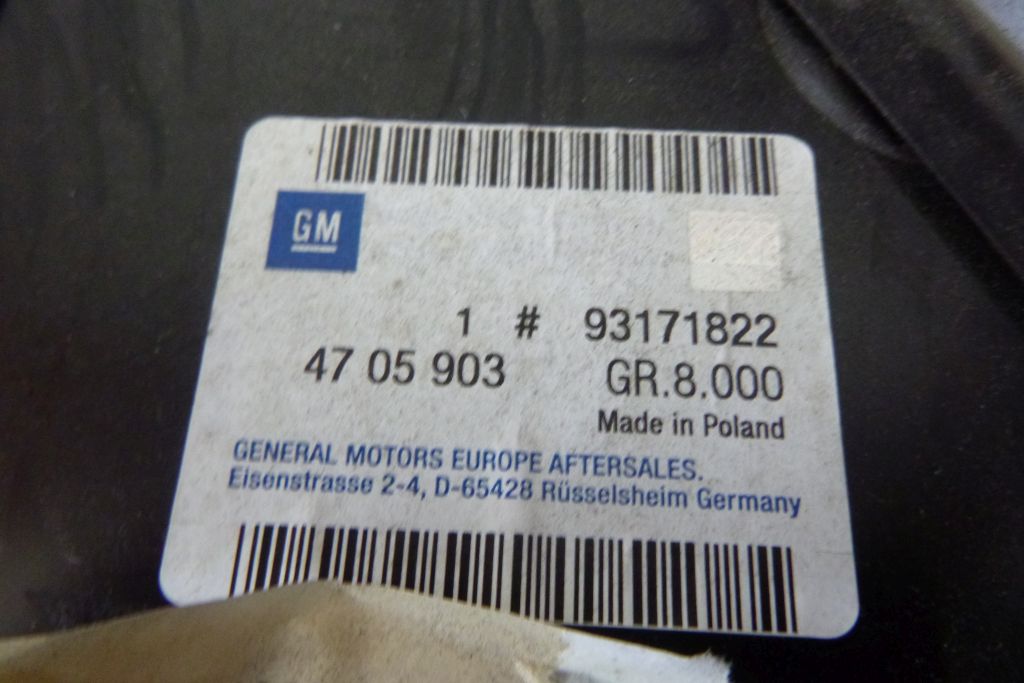 GM
1 # 93171822
47 05 903 GR.8.000
Made in Poland
GENERAL MOTORS EUROPE AFTERSALES.
Eisenstrasse 2-4, D-65428 Rüsselsheim Germany